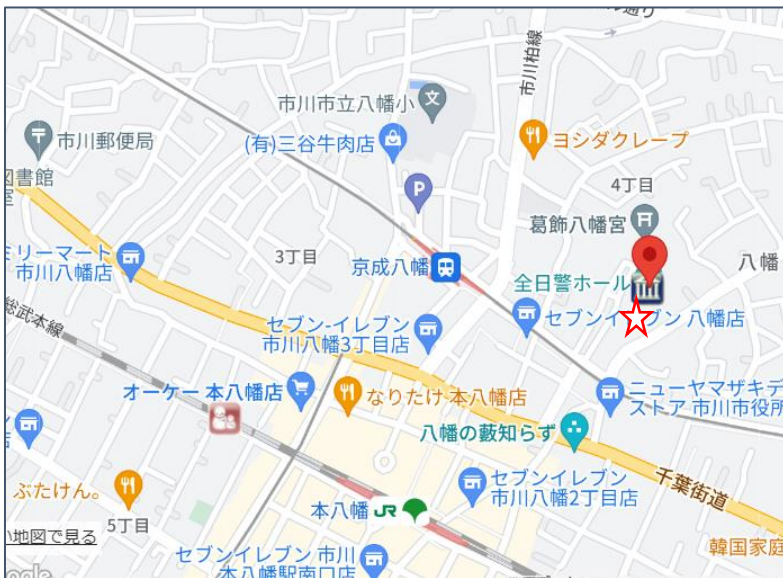 の通り
市川柏線
市川市立八幡小
文
市川郵便局
(有)三谷牛肉店
ヨシダクレープ
図書館
室
P
4丁目
葛飾八幡宮
ミリーマート
市川八幡店
3丁目
京成八幡
全日警ホール
八幡
総武本線
セブン-イレブン
市川八幡3丁目店
セブンイレブン 八幡店
オーケー 本八幡店
なりたけ 本八幡店
ニューヤマザキデ
ストア 市川市役所
八幡の藪知らず
店
ぶたけん。
セブンイレブン
市川八幡2丁目店
千葉街道
5丁目
本八幡
JR
い地図で見る
韓国家庭
セブンイレブン 市川
本八幡駅南口店